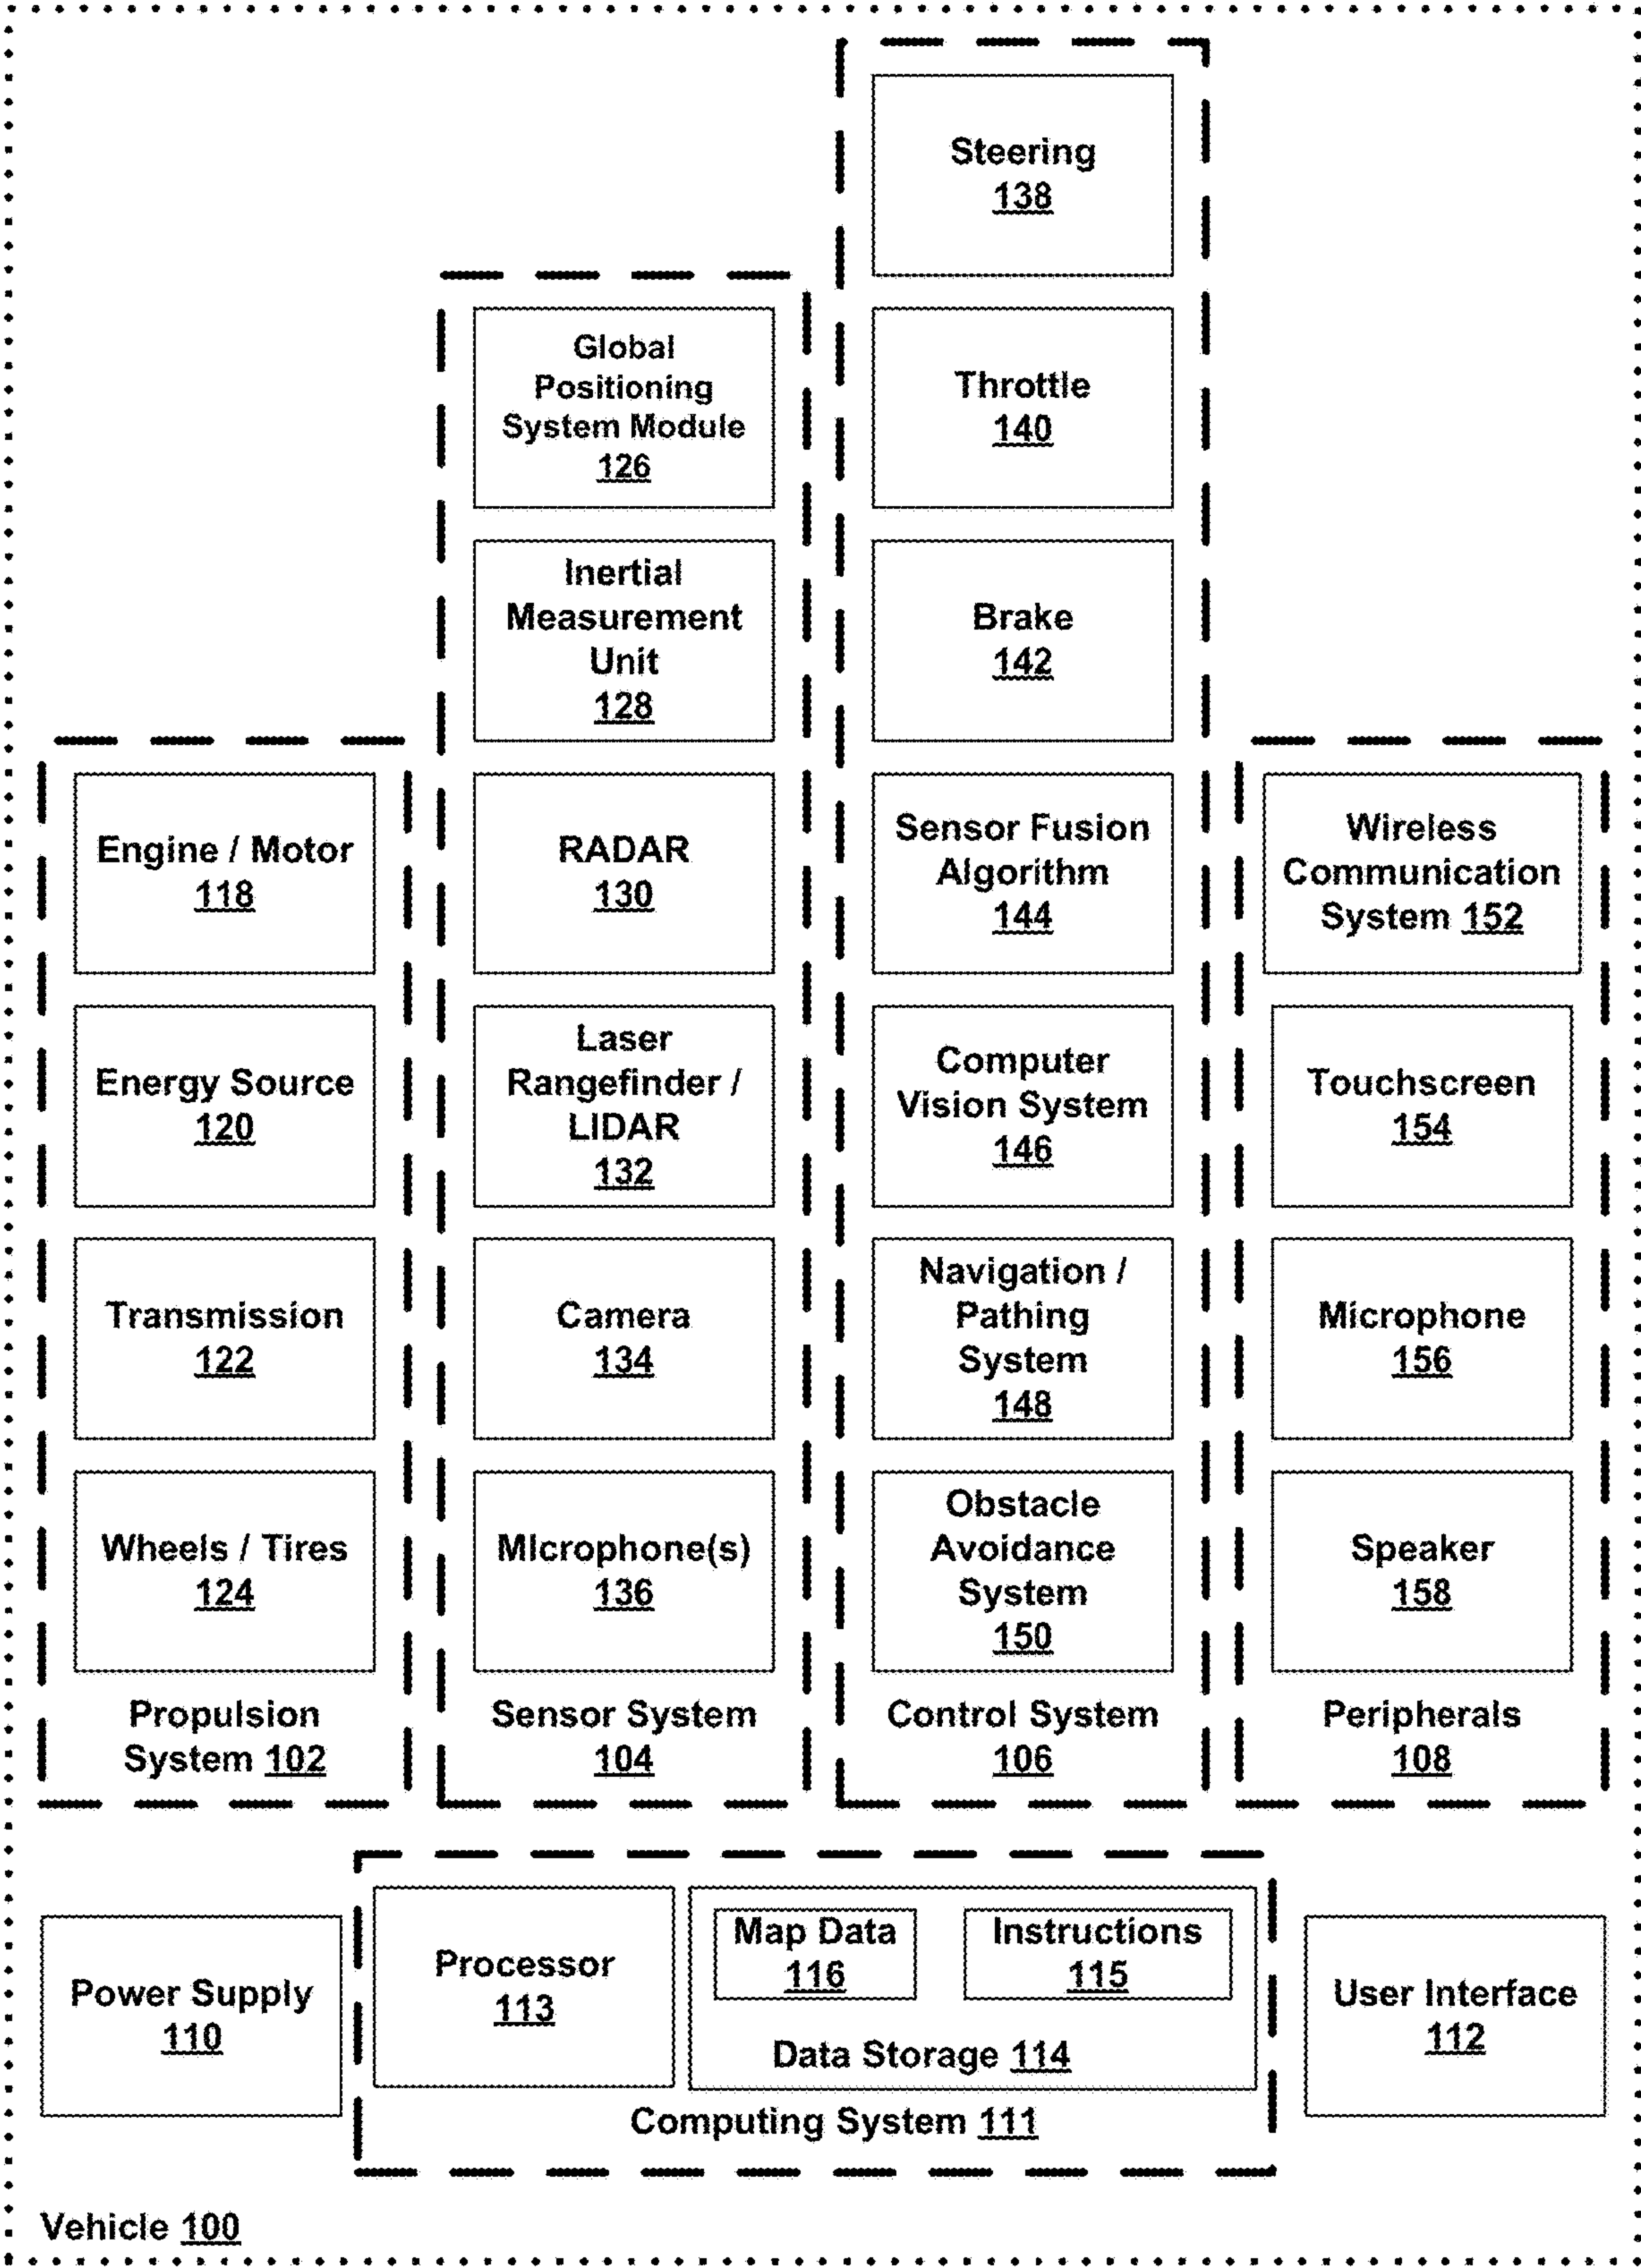 Steering
138
Throttle
140
Brake
142
Sensor Fusion
Algorithm
144
Computer
Vision System
146
Navigation /
Pathing
System
148
Obstacle
Avoidance
System
150
Control System
106
Global
Positioning
System Module
126
Inertial
Measurement
Unit
128
RADAR
130
Laser
Rangefinder /
LIDAR
132
Camera
134
MIcrophone(s)
136
Sensor System
104
Engine / Motor
118
Energy Source
120
Transmission
122
Wheels / Tires
124
Propulsion
System 102
Wireless
Communication
System 152
Touchscreen
154
Microphone
156
Speaker
158
Peripherals
108
Power Supply
110
Processor
113
Map Data
116
Instructions
115
Data Storage 114
Computing System 111
User Interface
112
Vehicle 100